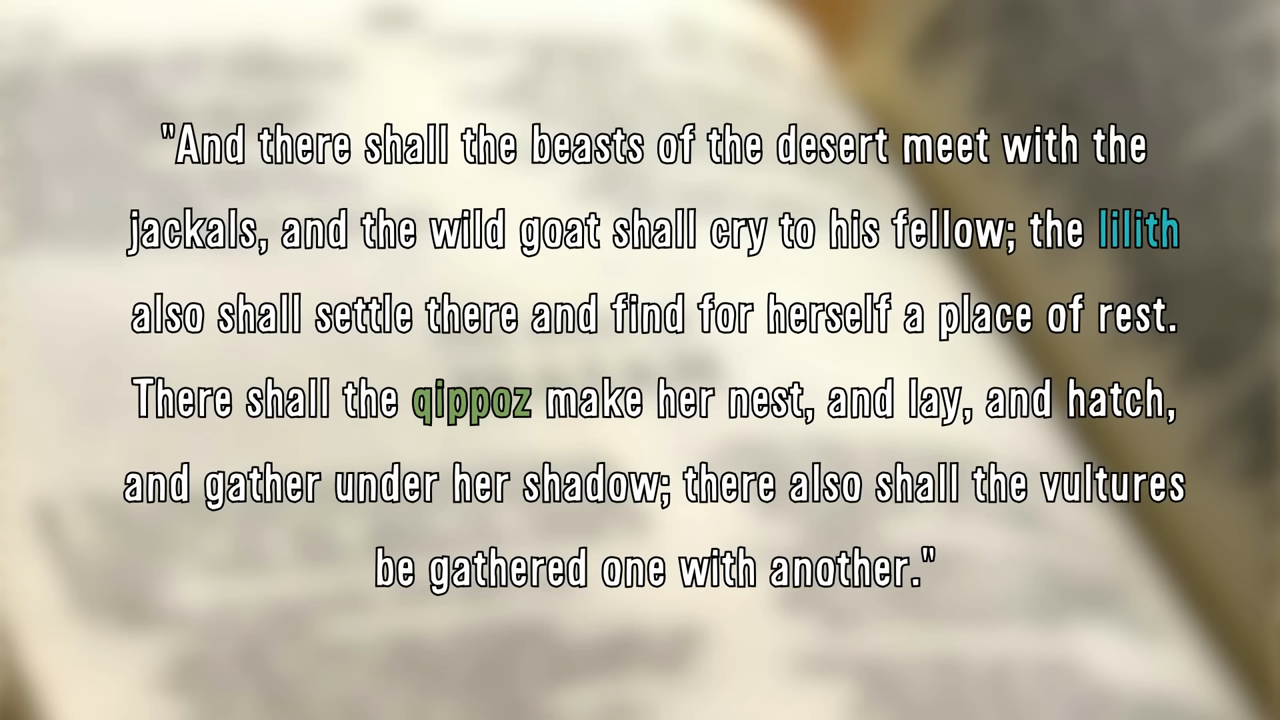 "And there shall the beasts of the desert meet with the
jackals, and the wild goat shall cry to his fellow; the lilith
also shall settle there and find for herself a place of rest.
There shall the qippoz make her nest, and lay, and hatch,
and gather under her shadow; there also shall the vultures
be gathered one with another."